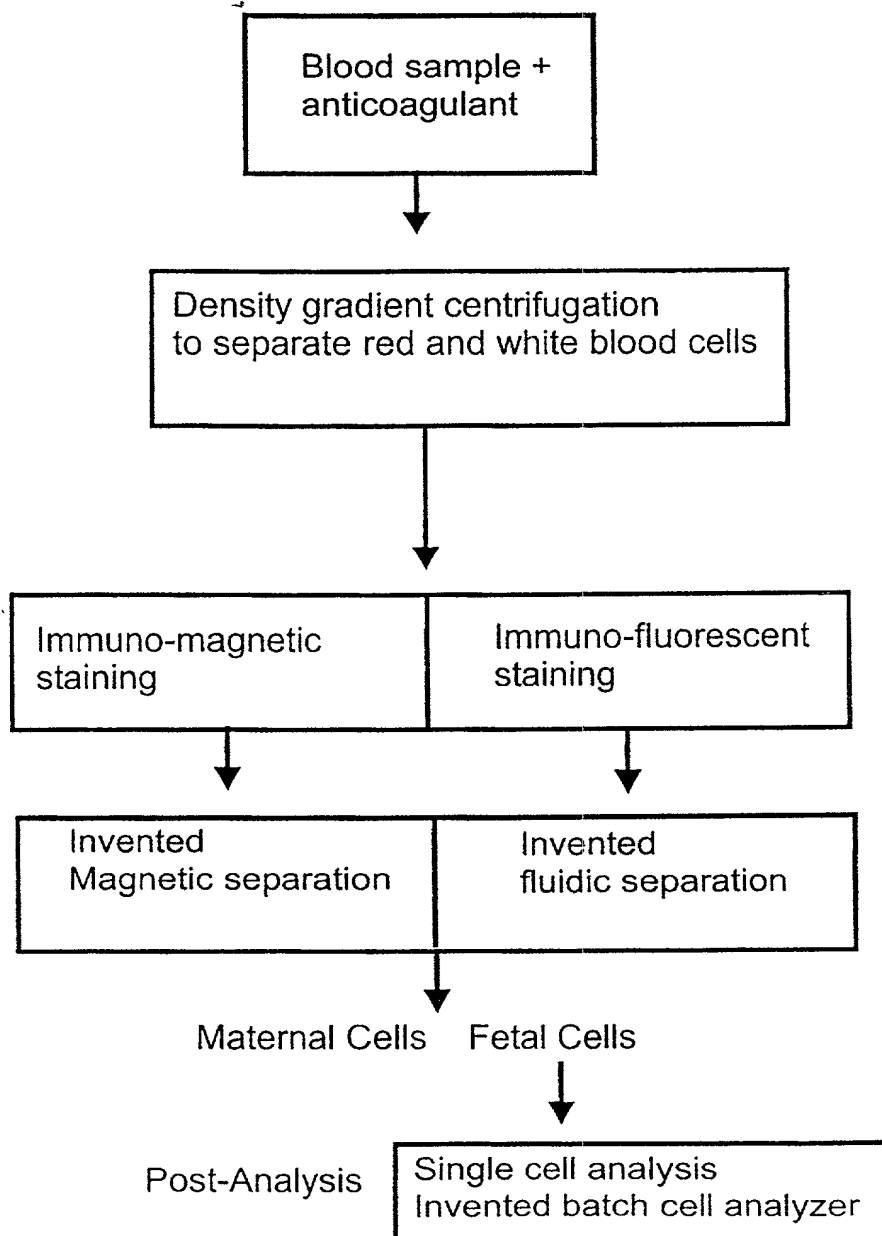 Blood sample +
anticoagulant
Density gradient centrifugation
to separate red and white blood cells
Immuno-magnetic
staining
Immuno-fluorescent
staining
Invented
Magnetic separation
Invented
fluidic separation
Maternal Cells Fetal Cells
Post-Analysis
Single cell analysis
Invented batch cell analyzer